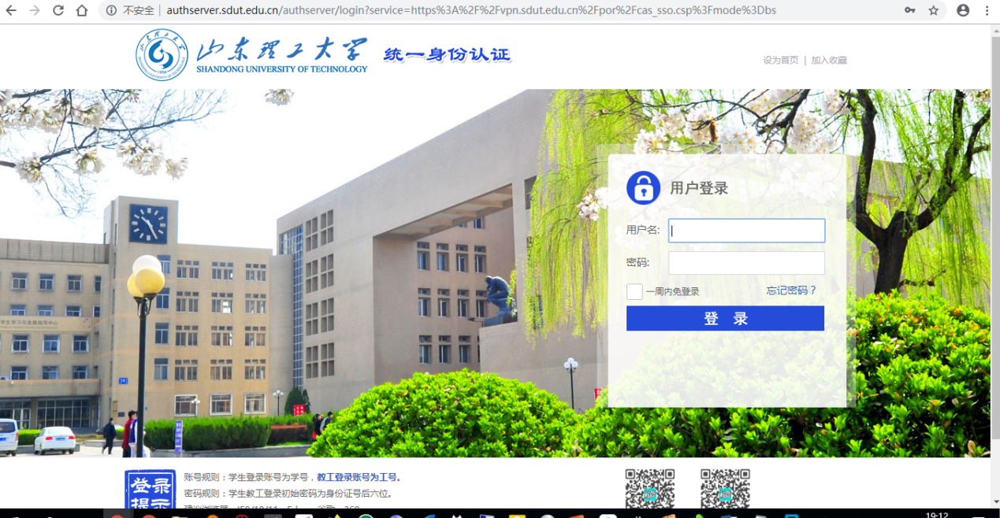 不安全 authserver.sdut.edu.cn/authserver/login?service=https%3A%2F%2Fvpn.sdut.edu.cn%2Fpor%2Fcas_sso.csp%3Fmode%3Dbs
山东理工大学 统一身份认证
SHANDONG UNIVERSITY OF TECHNOLOGY
设为首页 | 加入收藏
用户登录
用户名:
密码:
一周内免登录 忘记密码？
登 录
登录
提示
账号规则：学生登录账号为学号，教工登录账号为工号。
密码规则：学生教工登录初始密码为身份证号后六位。
19:12